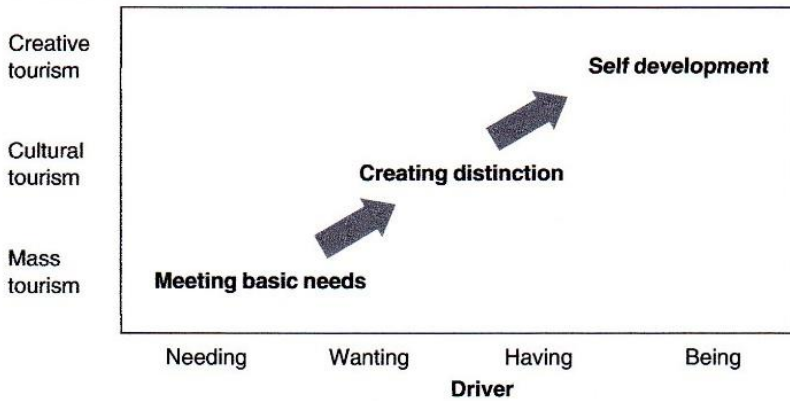 Creative
tourism
Self development
Cultural
tourism
Creating distinction
Mass
tourism
Meeting basic needs
Needing Wanting Having Being
Driver